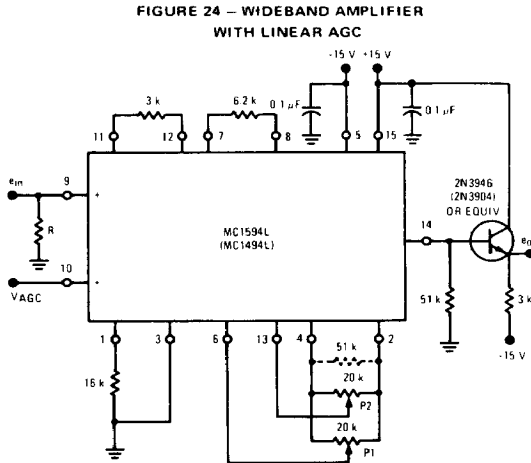 FIGURE 24 — WIDEBAND AMPLIFIER
WITH LINEAR AGC
-15 V +15 V
0.1 µF
0.1 µF
3 k
6.2 k
11
12
7
8
5
15
9
ein
+
R
MC1594L
(MC1494L)
14
2N3946
(2N3904)
OR EQUIV
eo
10
VAGC
+
51 k
3 k
-15 V
1
3
6
13
4
2
16 k
51 k
20 k
P2
20 k
P1